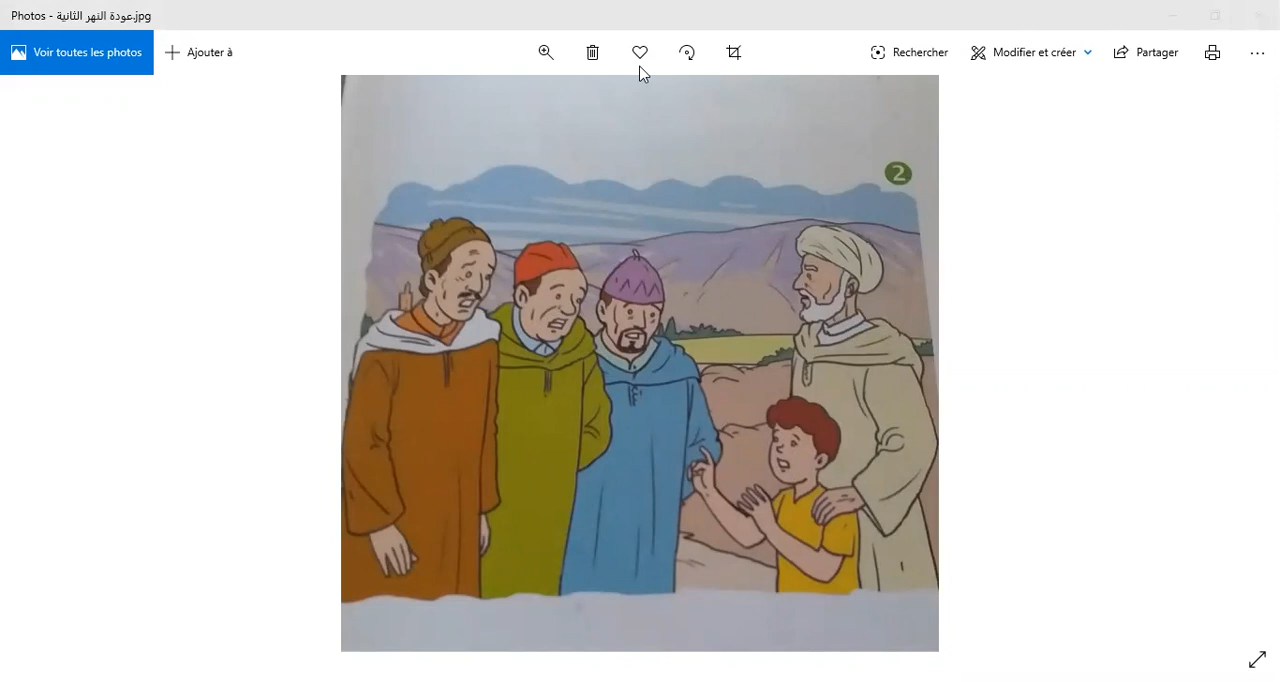 Photos - عودة النهر الثانية.jpg
Voir toutes les photos
Ajouter à
Rechercher
Modifier et créer
Partager
2